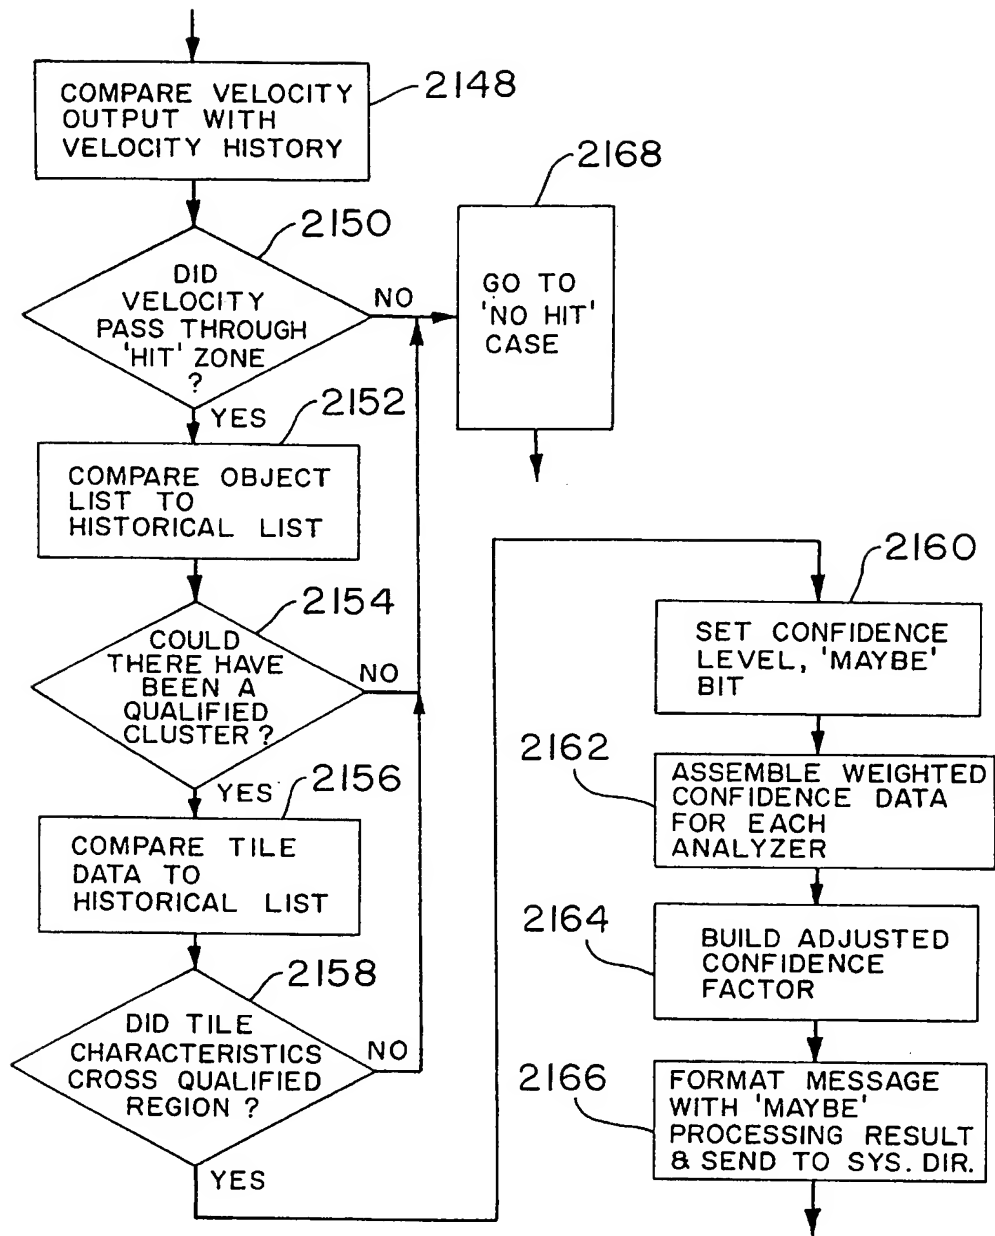 2148
COMPARE VELOCITY
OUTPUT WITH
VELOCITY HISTORY
2150
DID
VELOCITY
PASS THROUGH
'HIT' ZONE
?
NO
YES
2168
GO TO
'NO HIT'
CASE
2152
COMPARE OBJECT
LIST TO
HISTORICAL LIST
2154
COULD
THERE HAVE
BEEN A
QUALIFIED
CLUSTER ?
NO
YES
2156
COMPARE TILE
DATA TO
HISTORICAL LIST
2158
DID TILE
CHARACTERISTICS
CROSS QUALIFIED
REGION ?
NO
YES
2160
SET CONFIDENCE
LEVEL, 'MAYBE'
BIT
2162
ASSEMBLE WEIGHTED
CONFIDENCE DATA
FOR EACH
ANALYZER
2164
BUILD ADJUSTED
CONFIDENCE
FACTOR
2166
FORMAT MESSAGE
WITH 'MAYBE'
PROCESSING RESULT
& SEND TO SYS. DIR.